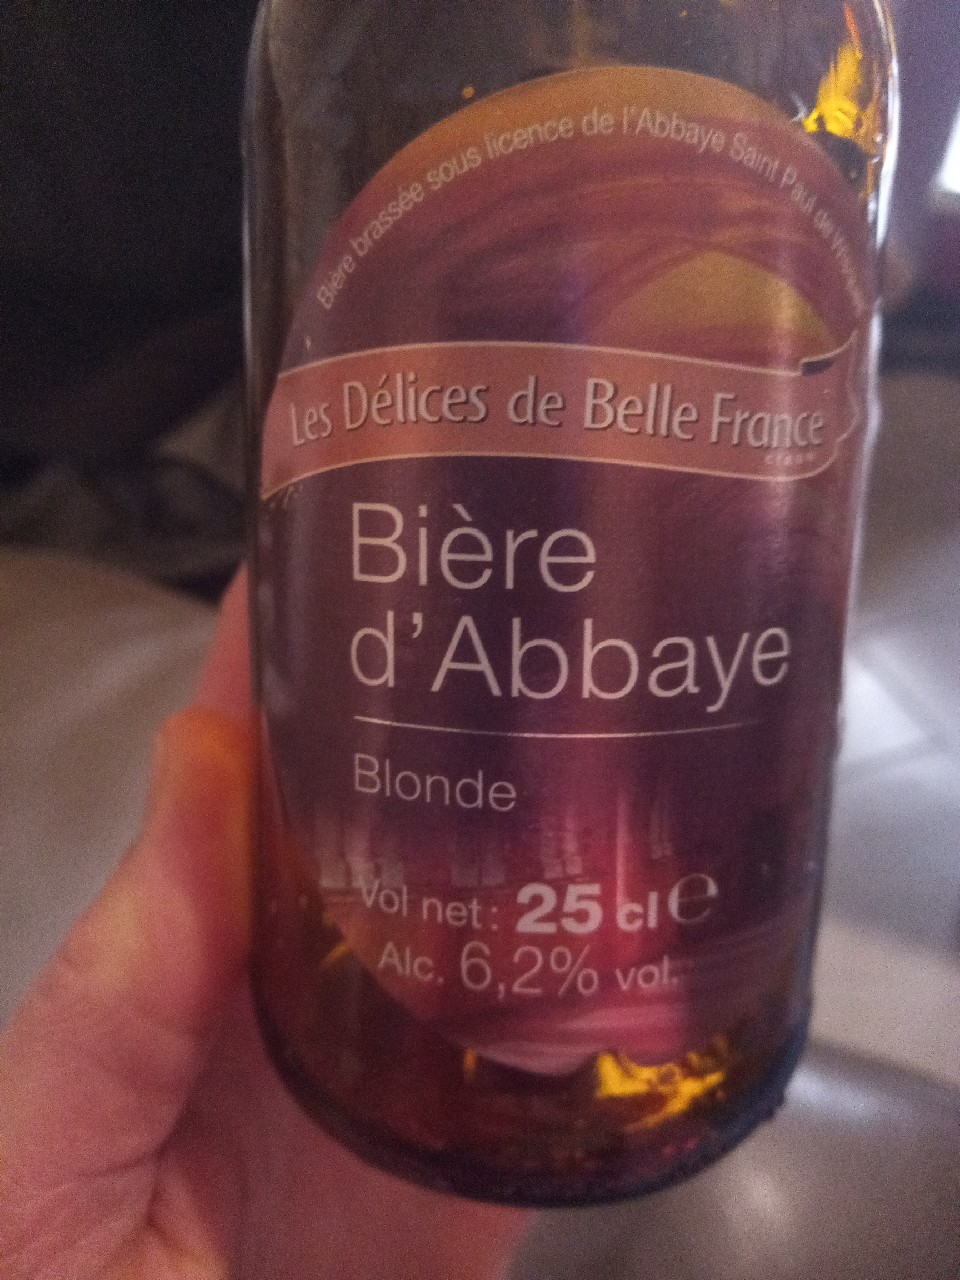 Bière brassée sous licence de l'Abbaye Saint Paul de
Les Délices de Belle France
Bière
d'Abbaye
Blonde
Vol net: 25 cl e
Alc. 6,2% vol.